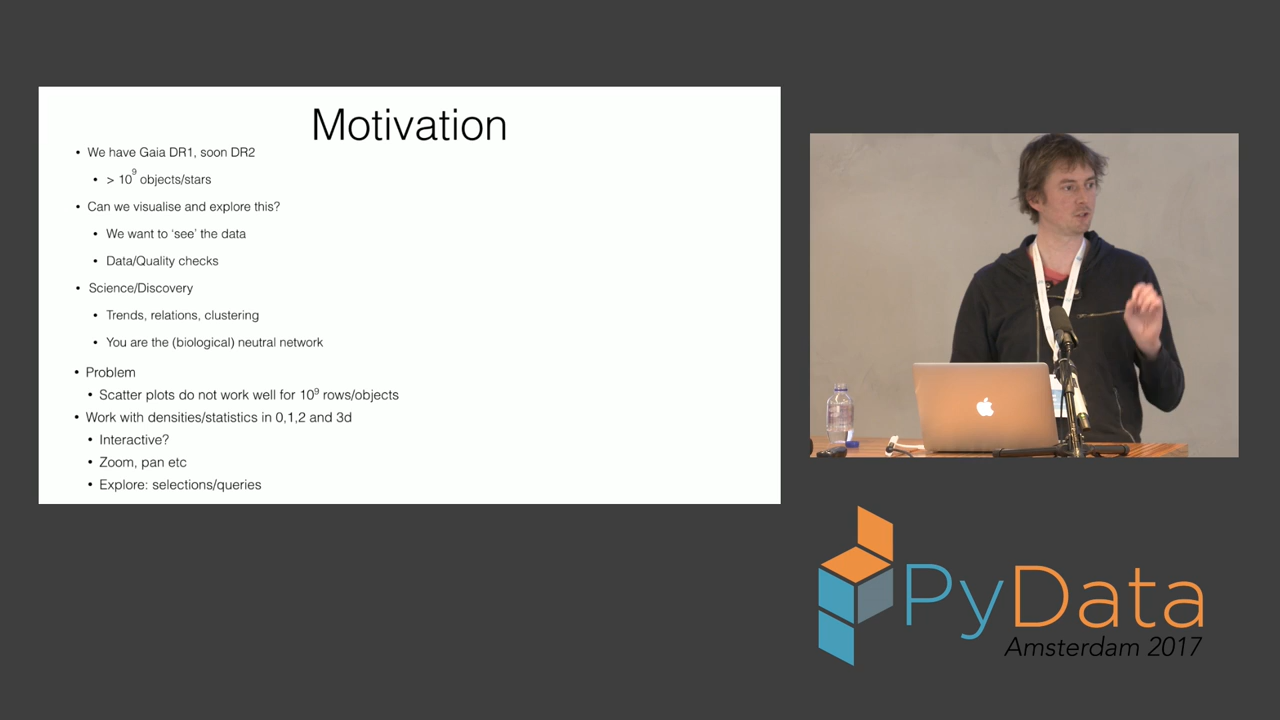 Motivation
• We have Gaia DR1, soon DR2
• > 10⁹ objects/stars
• Can we visualise and explore this?
• We want to ‘see’ the data
• Data/Quality checks
• Science/Discovery
• Trends, relations, clustering
• You are the (biological) neutral network
• Problem
• Scatter plots do not work well for 10⁹ rows/objects
• Work with densities/statistics in 0,1,2 and 3d
• Interactive?
• Zoom, pan etc
• Explore: selections/queries
PyData
Amsterdam 2017